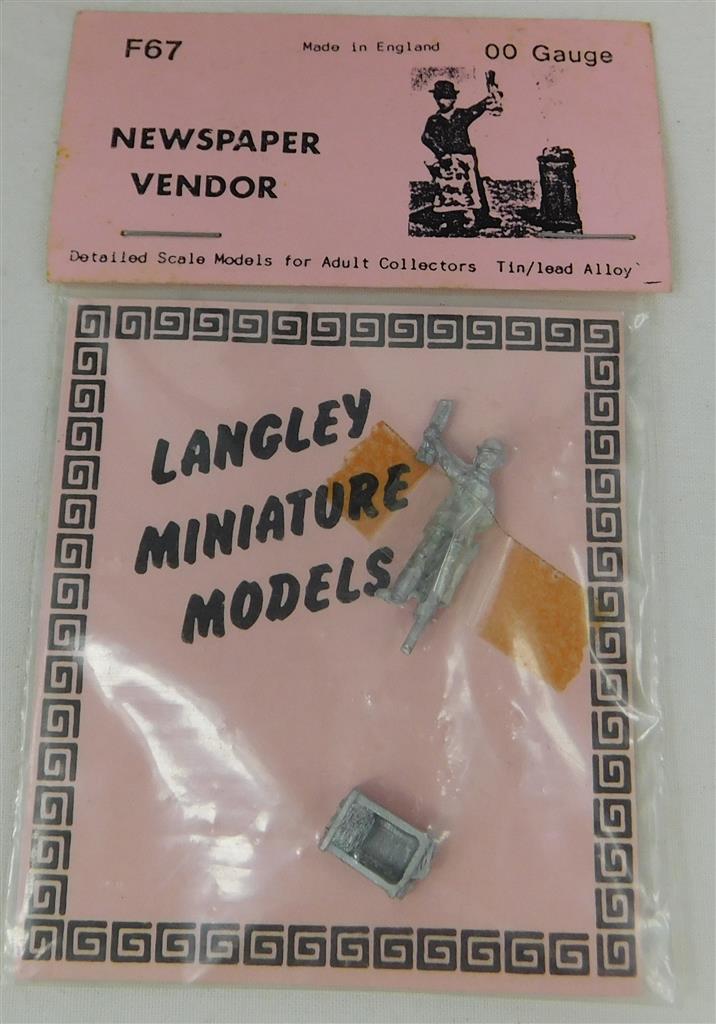 F67 Made in England 00 Gauge
NEWSPAPER
VENDOR
Detailed Scale Models for Adult Collectors Tin/lead Alloy
LANGLEY
MINIATURE
MODELS